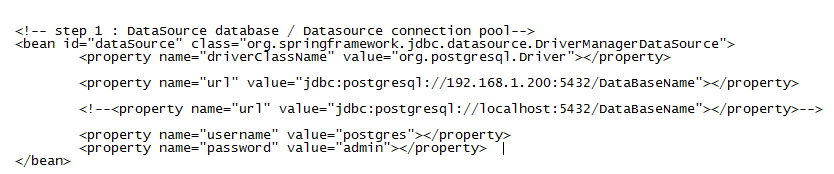 <!-- step 1 : DataSource database / Datasource connection pool-->
<bean id="dataSource" class="org.springframework.jdbc.datasource.DriverManagerDataSource">
<property name="driverClassName" value="org.postgresql.Driver"></property>
<property name="url" value="jdbc:postgresql://192.168.1.200:5432/DataBaseName"></property>
<!--<property name="url" value="jdbc:postgresql://localhost:5432/DataBaseName"></property>-->
<property name="username" value="postgres"></property>
<property name="password" value="admin"></property>
</bean>